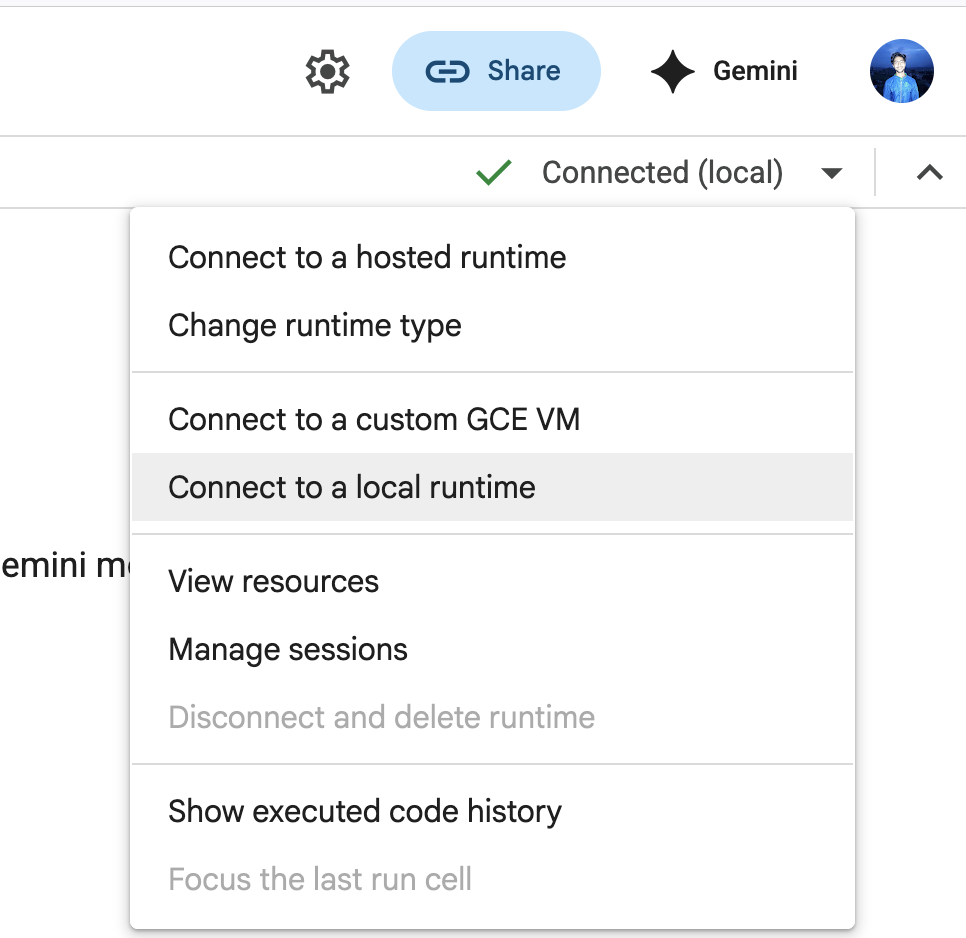 Share
Gemini
Connected (local)
Connect to a hosted runtime
Change runtime type
Connect to a custom GCE VM
Connect to a local runtime
emini m
View resources
Manage sessions
Disconnect and delete runtime
Show executed code history
Focus the last run cell